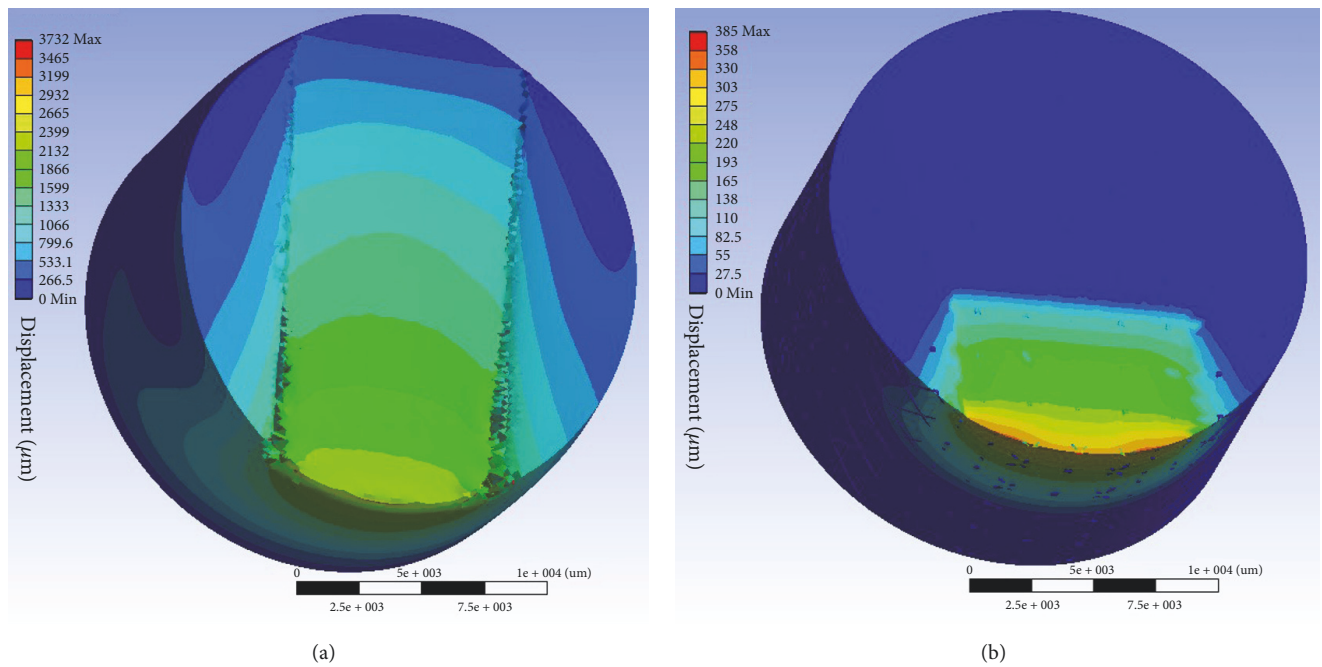 3732 Max
3465
3199
2932
2665
2399
2132
1866
1599
1333
1066
799.6
533.1
266.5
0 Min
Displacement (μm)
0
5e + 003
1e + 004 (um)
2.5e + 003
7.5e + 003
(a)
385 Max
358
330
303
275
248
220
193
165
138
110
82.5
55
27.5
0 Min
Displacement (μm)
0
5e + 003
1e + 004 (um)
2.5e + 003
7.5e + 003
(b)